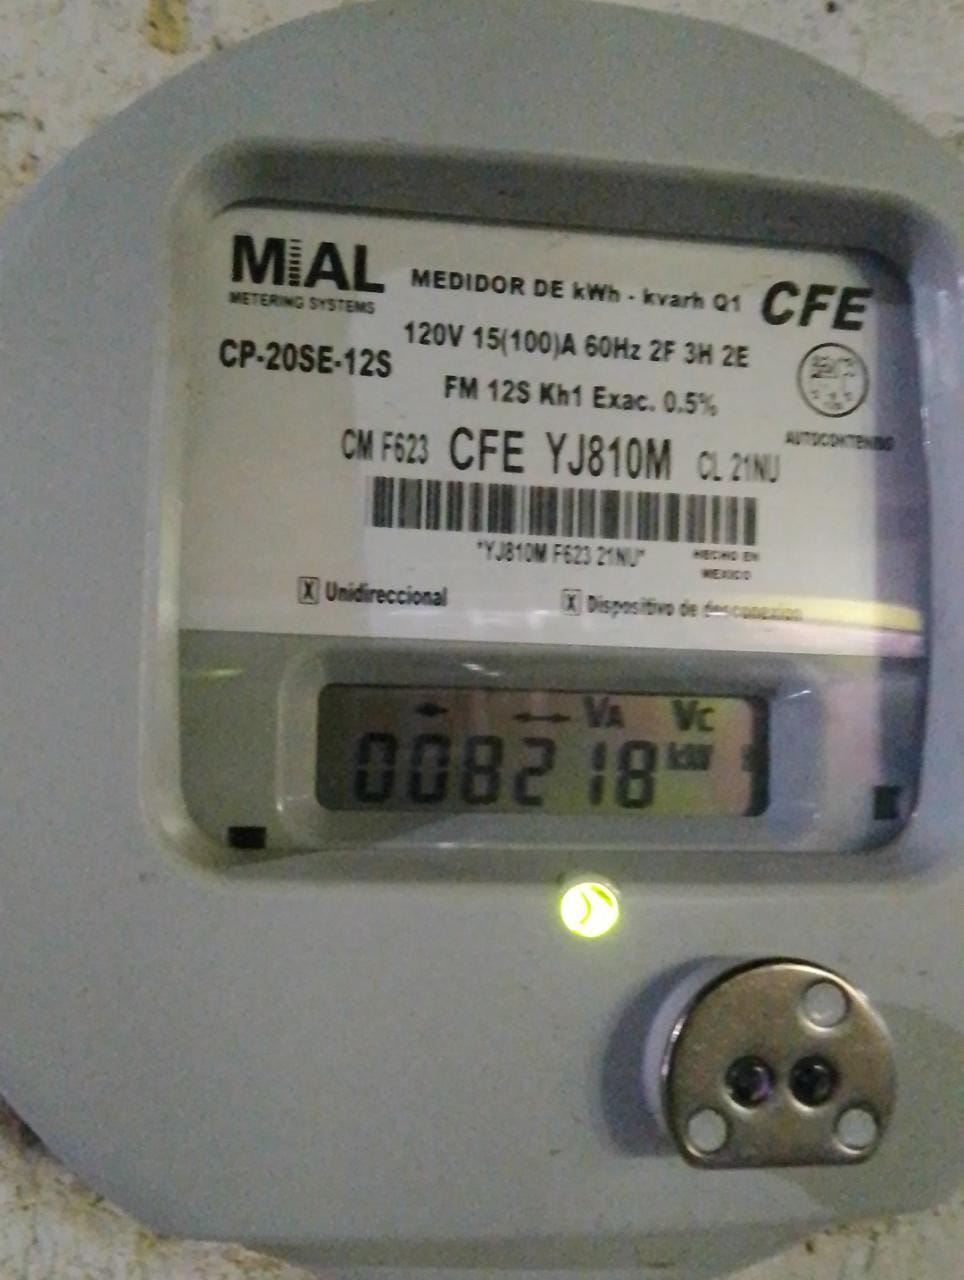 MIAL
METERING SYSTEMS
MEDIDOR DE kWh - kvarh Q1
CFE
CP-20SE-12S
120V 15(100)A 60Hz 2F 3H 2E
FM 12S Kh1 Exac. 0.5%
AUTOCONTENIDO
CM F623 CFE YJ810M CL 21NU
*YJ810M F623 21NU*
HECHO EN
MEXICO
X Unidireccional
X Dispositivo de desconexion
VA VC
008218 kW